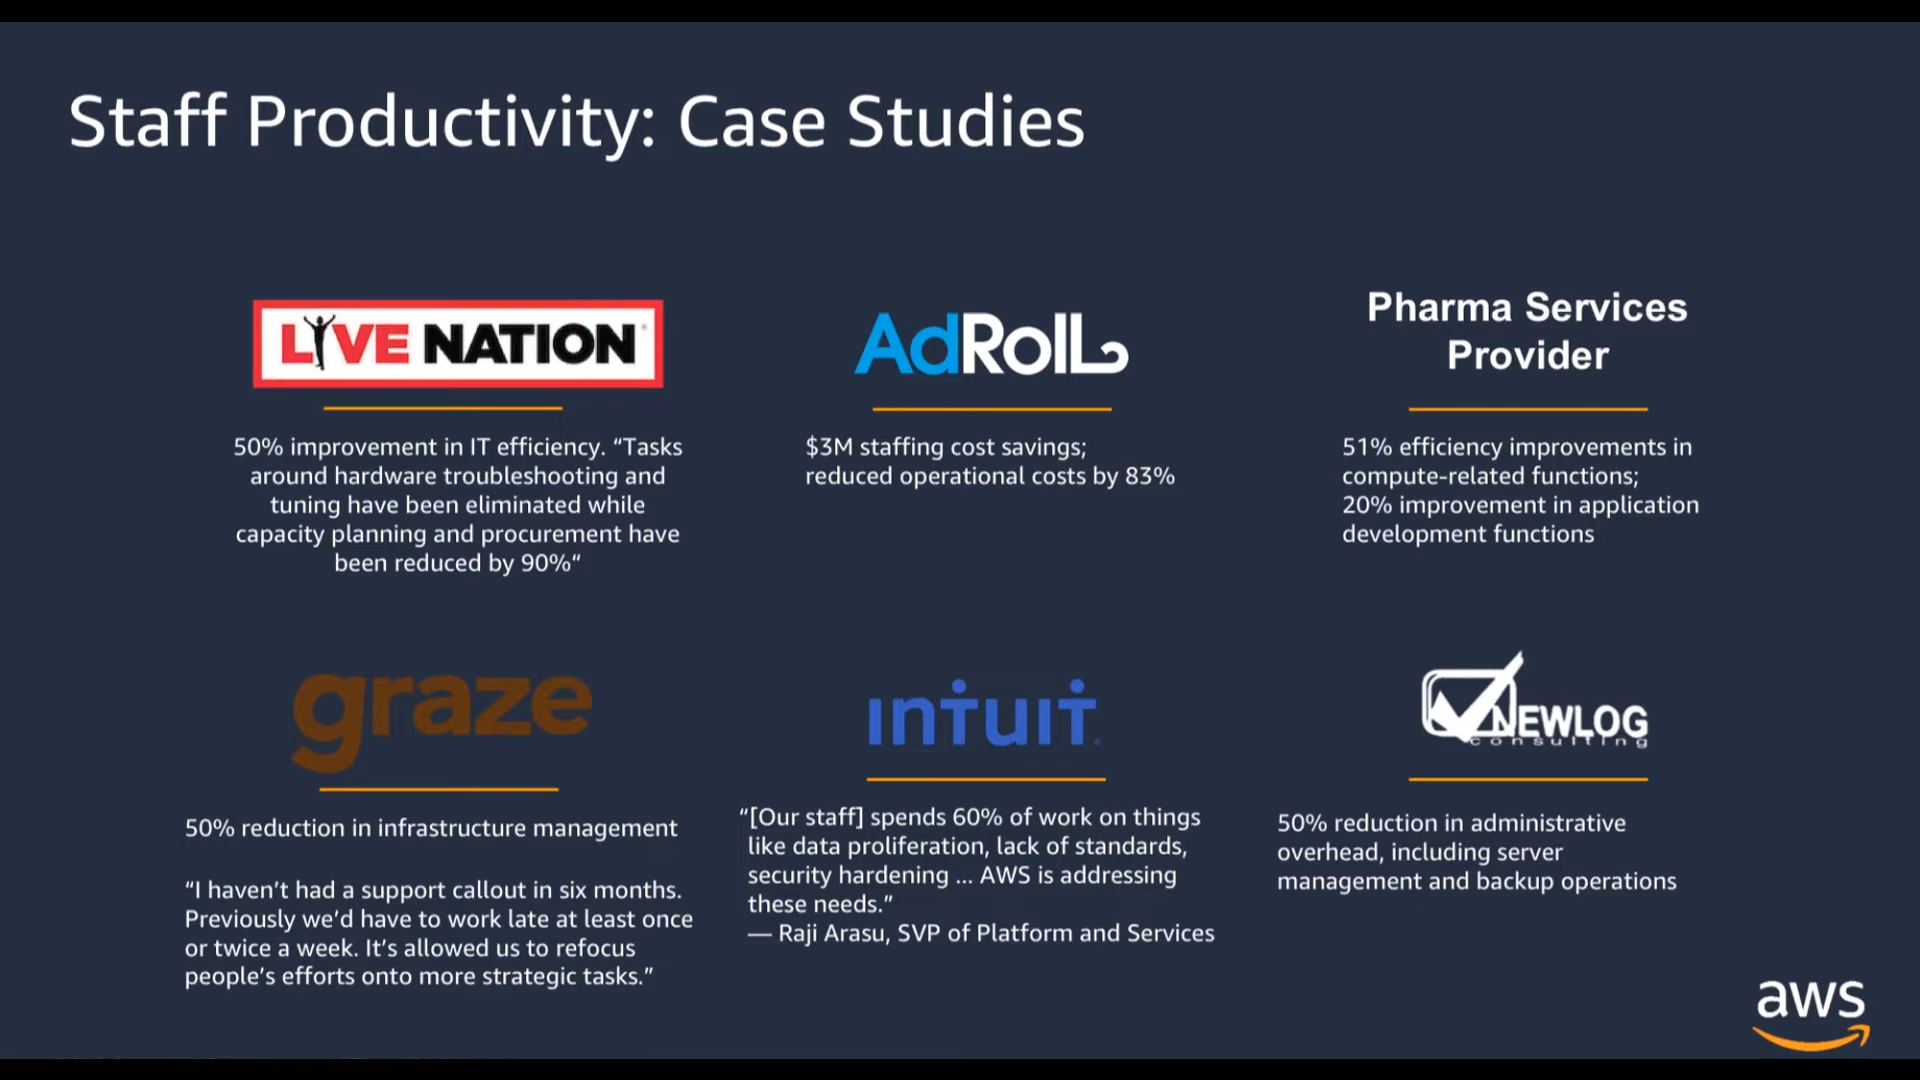 Staff Productivity: Case Studies
LIVE NATION
50% improvement in IT efficiency. “Tasks
around hardware troubleshooting and
tuning have been eliminated while
capacity planning and procurement have
been reduced by 90%“
AdRoll
$3M staffing cost savings;
reduced operational costs by 83%
Pharma Services
Provider
51% efficiency improvements in
compute-related functions;
20% improvement in application
development functions
graze
50% reduction in infrastructure management
“I haven’t had a support callout in six months.
Previously we’d have to work late at least once
or twice a week. It’s allowed us to refocus
people’s efforts onto more strategic tasks.”
intuit
“[Our staff] spends 60% of work on things
like data proliferation, lack of standards,
security hardening ... AWS is addressing
these needs.”
— Raji Arasu, SVP of Platform and Services
NEWLOG
consulting
50% reduction in administrative
overhead, including server
management and backup operations
aws